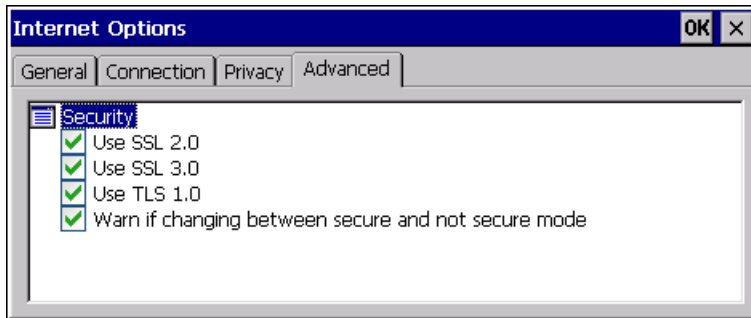 Internet Options OK ×
General Connection Privacy Advanced
Security
Use SSL 2.0
Use SSL 3.0
Use TLS 1.0
Warn if changing between secure and not secure mode